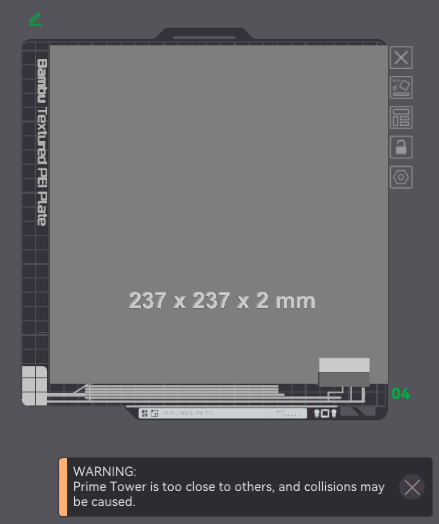 Bambu Textured PEI Plate
237 x 237 x 2 mm
04
WARNING:
Prime Tower is too close to others, and collisions may
be caused.